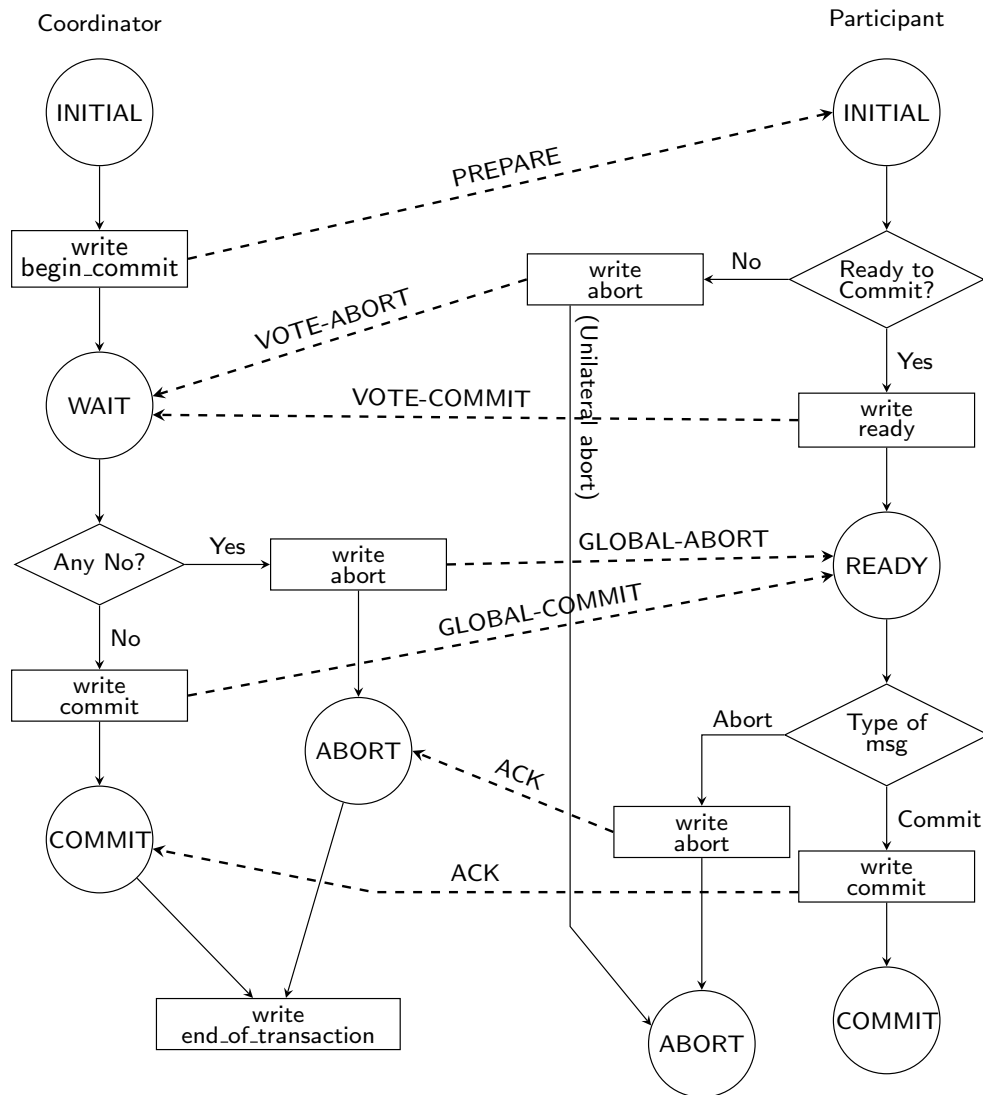 Coordinator
Participant
INITIAL
INITIAL
PREPARE
write
begin_commit
write
abort
No
Ready to
Commit?
VOTE-ABORT
(Unilateral abort)
Yes
WAIT
VOTE-COMMIT
write
ready
Any No?
Yes
write
abort
GLOBAL-ABORT
READY
GLOBAL-COMMIT
No
write
commit
ABORT
Abort
Type of
msg
ACK
write
abort
Commit
COMMIT
ACK
write
commit
write
end_of_transaction
ABORT
COMMIT